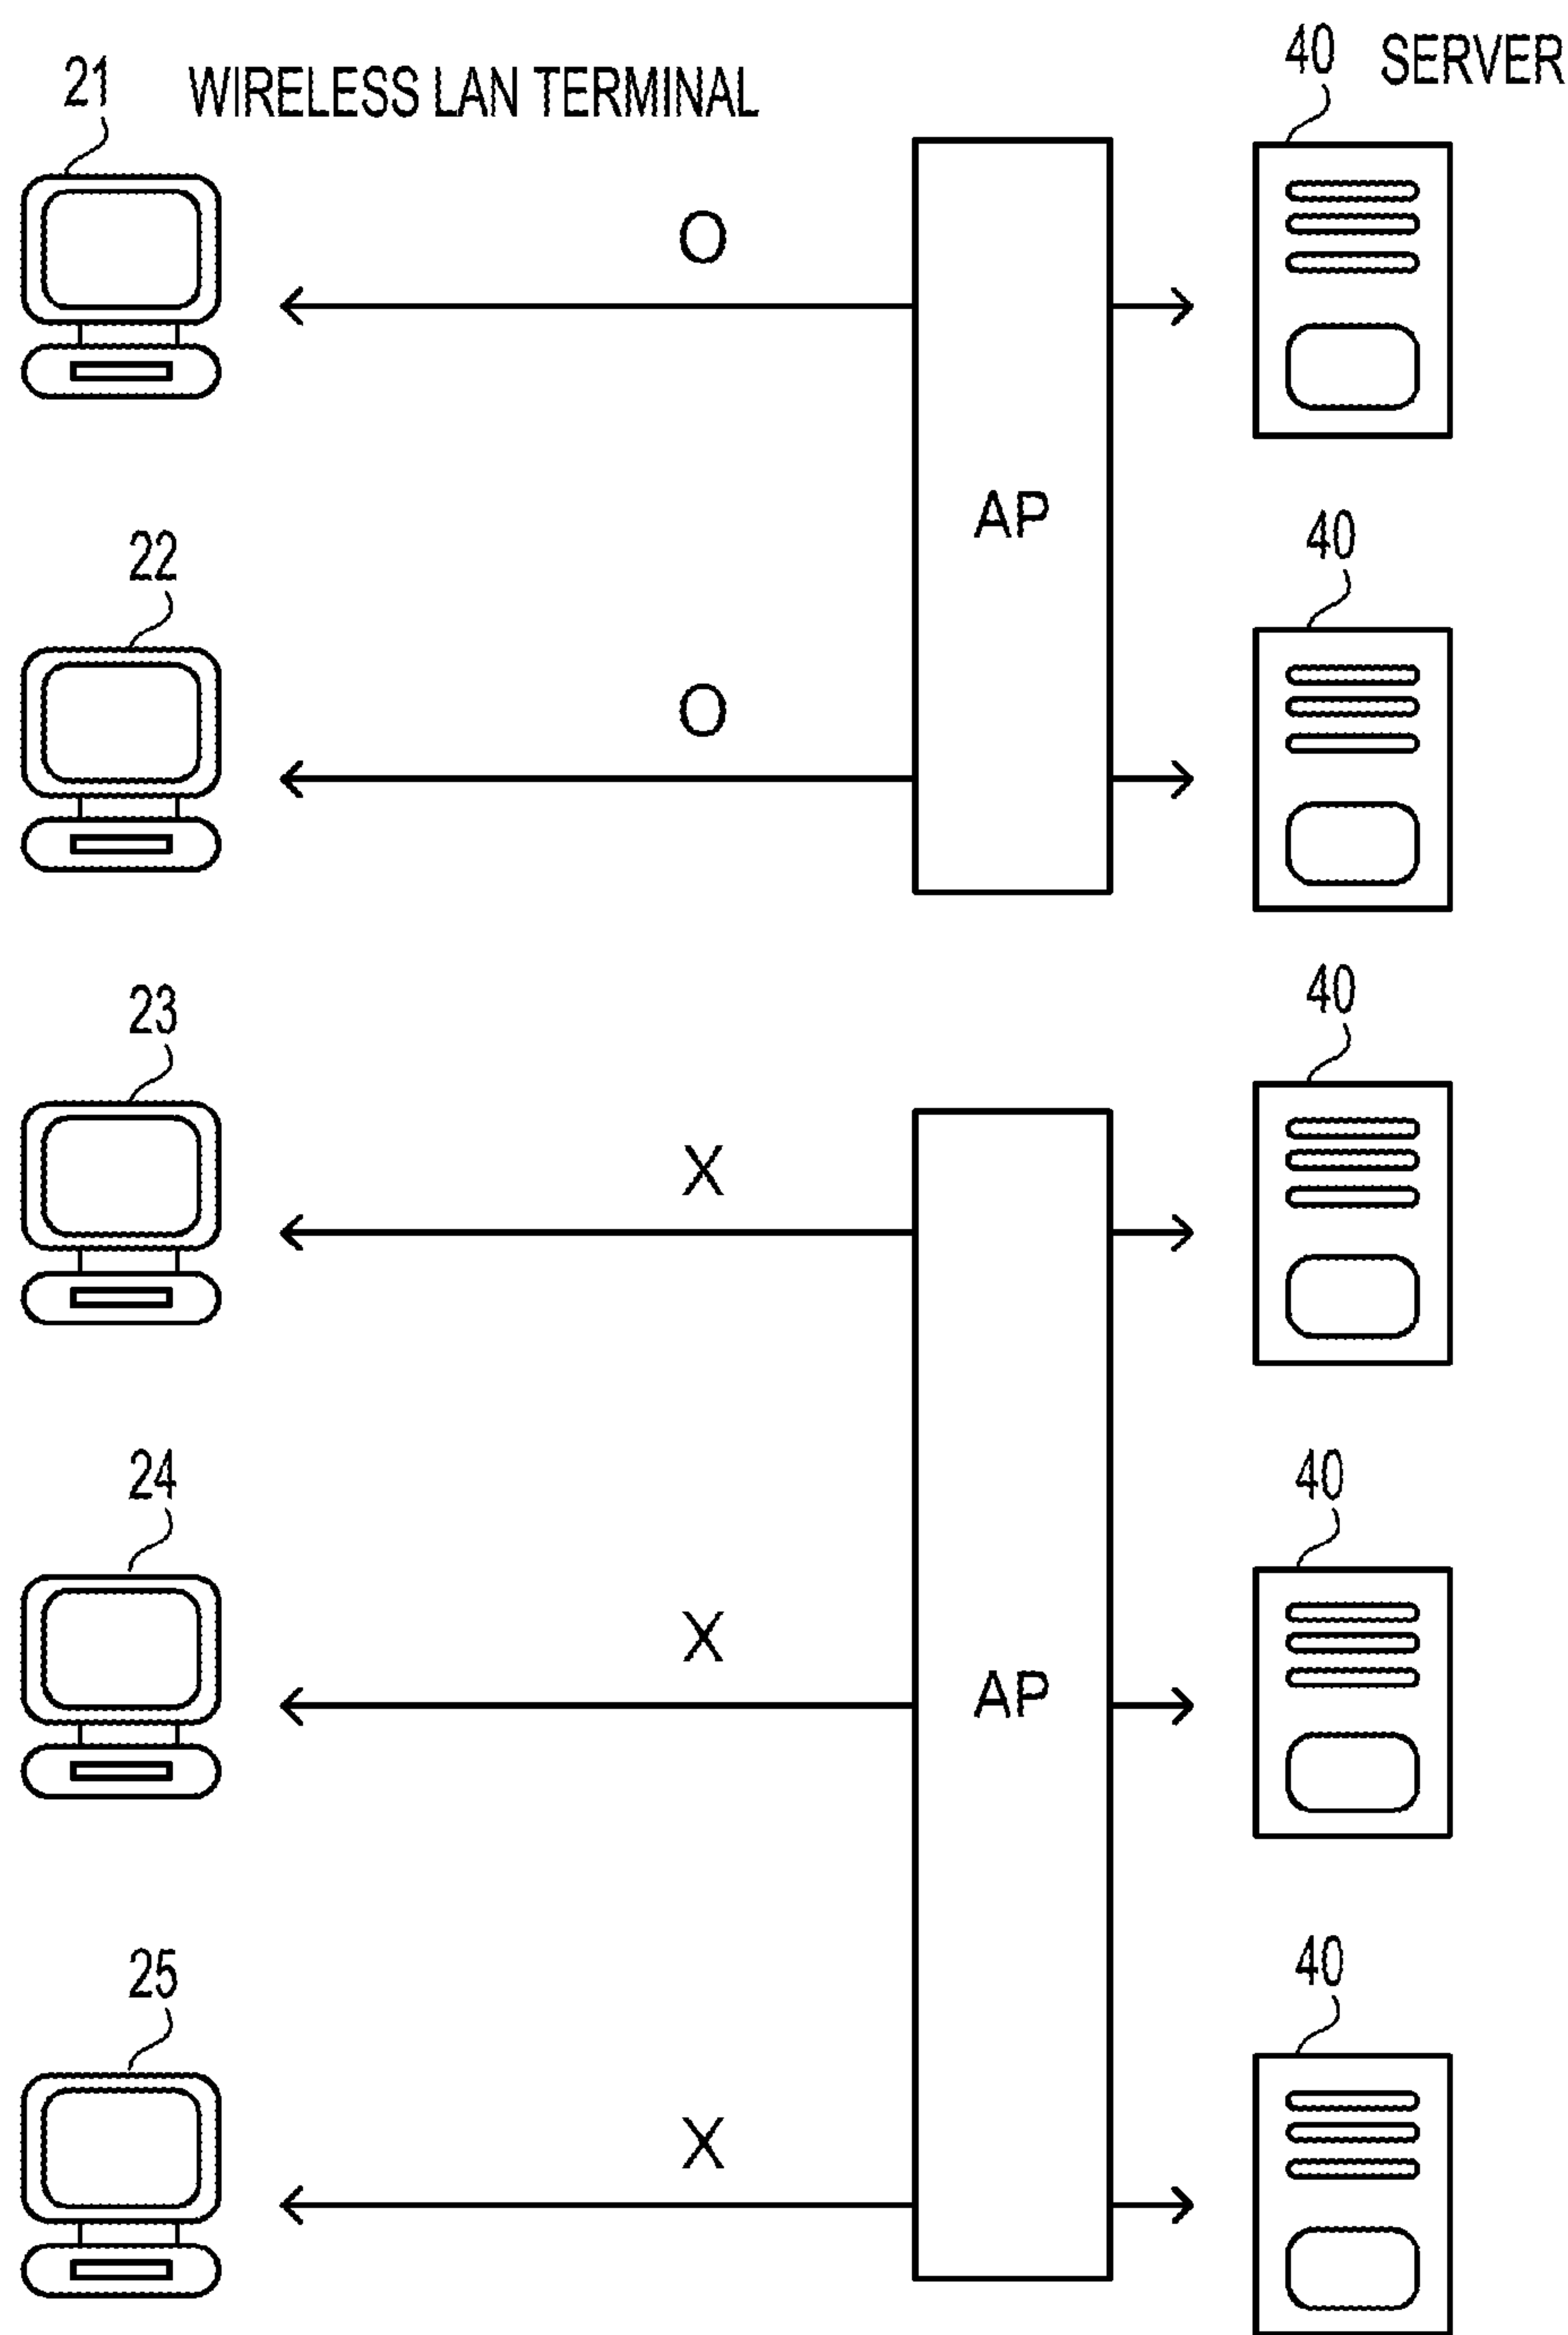 21 WIRELESS LAN TERMINAL 40 SERVER
O
AP
22 40
O
23 40
X
24 40
X
AP
25 40
X